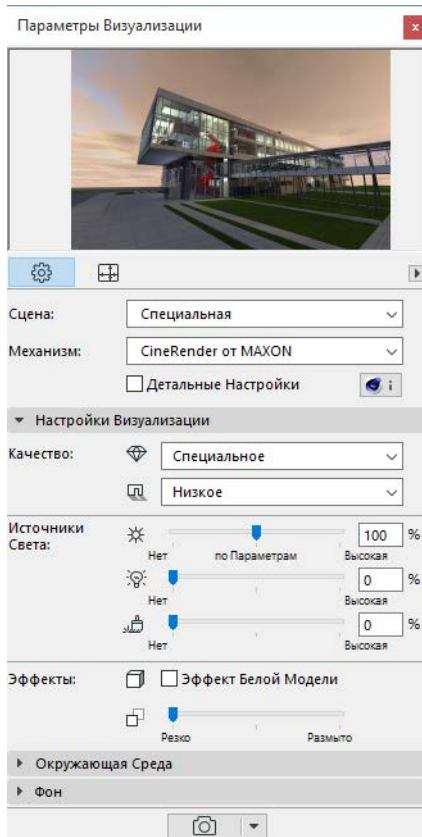 Параметры Визуализации
x
Сцена: Специальная
Механизм: CineRender от MAXON
Детальные Настройки i
Настройки Визуализации
Качество: Специальное
Низкое
Источники Света: 100 %
Нет по Параметрам Высокая
0 %
Нет Высокая
0 %
Нет Высокая
Эффекты: Эффект Белой Модели
Резко Размыто
Окружающая Среда
Фон